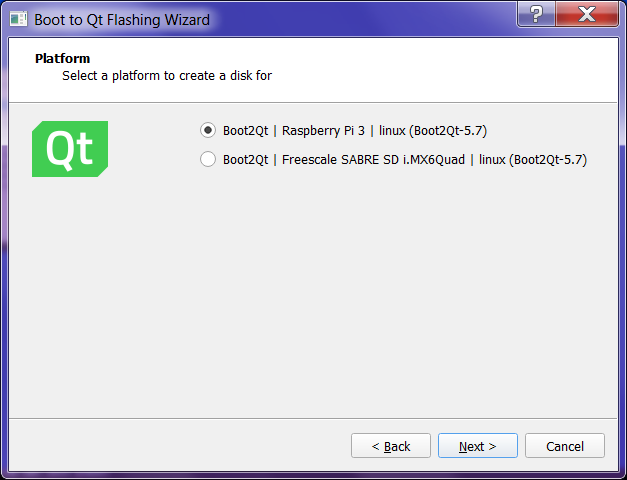 Boot to Qt Flashing Wizard
?
Platform
Select a platform to create a disk for
Qt
Boot2Qt | Raspberry Pi 3 | linux (Boot2Qt-5.7)
Boot2Qt | Freescale SABRE SD i.MX6Quad | linux (Boot2Qt-5.7)
< Back
Next >
Cancel